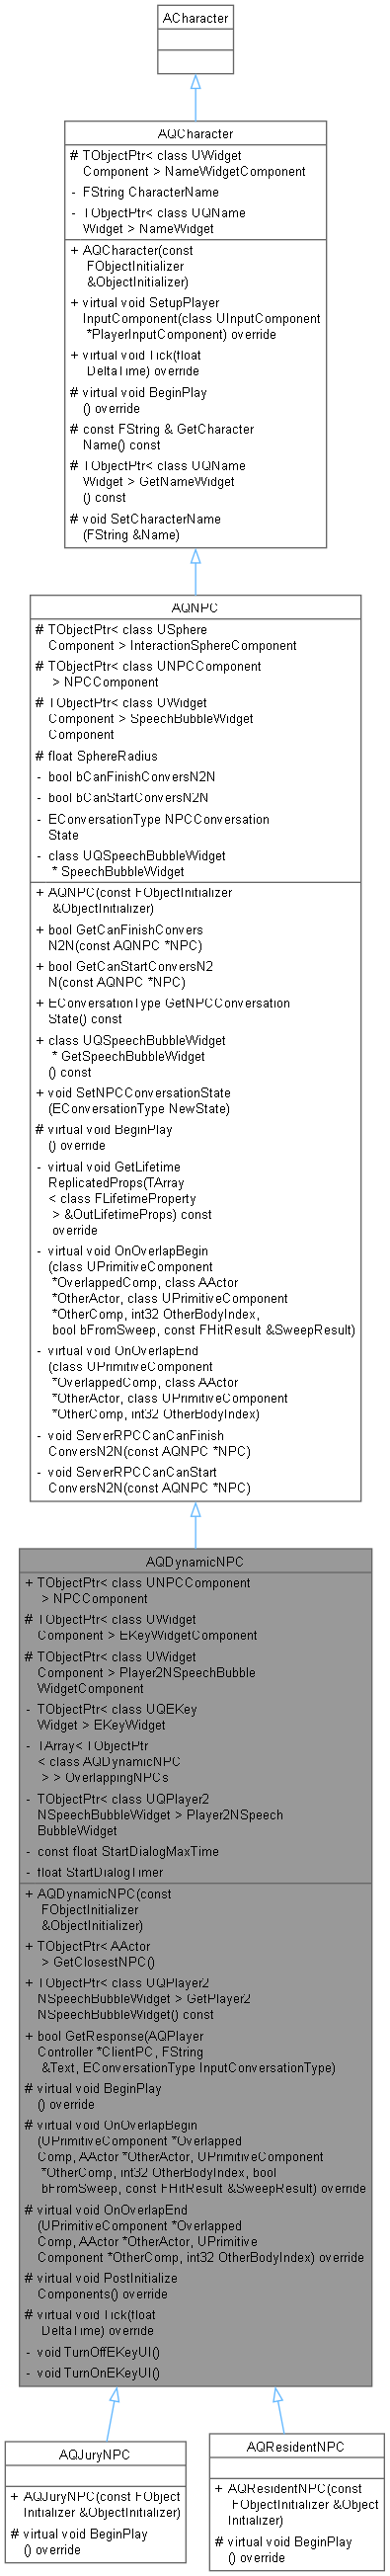 ACharacter
AQCharacter
# TObjectPtr< class UWidget
Component > NameWidgetComponent
- FString CharacterName
- TObjectPtr< class UQName
Widget > NameWidget
+ AQCharacter(const
FObjectInitializer
&ObjectInitializer)
+ virtual void SetupPlayer
InputComponent(class UInputComponent
*PlayerInputComponent) override
+ virtual void Tick(float
DeltaTime) override
# virtual void BeginPlay
() override
# const FString & GetCharacter
Name() const
# TObjectPtr< class UQName
Widget > GetNameWidget
() const
# void SetCharacterName
(FString &Name)
AQNPC
# TObjectPtr< class USphere
Component > InteractionSphereComponent
# TObjectPtr< class UNPCComponent
> NPCComponent
# TObjectPtr< class UWidget
Component > SpeechBubbleWidget
Component
# float SphereRadius
- bool bCanFinishConversN2N
- bool bCanStartConversN2N
- EConversationType NPCConversation
State
- class UQSpeechBubbleWidget
* SpeechBubbleWidget
+ AQNPC(const FObjectInitializer
&ObjectInitializer)
+ bool GetCanFinishConvers
N2N(const AQNPC *NPC)
+ bool GetCanStartConversN2
N(const AQNPC *NPC)
+ EConversationType GetNPCConversation
State() const
+ class UQSpeechBubbleWidget
* GetSpeechBubbleWidget
() const
+ void SetNPCConversationState
(EConversationType NewState)
# virtual void BeginPlay
() override
- virtual void GetLifetime
ReplicatedProps(TArray
< class FLifetimeProperty
> &OutLifetimeProps) const
override
- virtual void OnOverlapBegin
(class UPrimitiveComponent
*OverlappedComp, class AActor
*OtherActor, class UPrimitiveComponent
*OtherComp, int32 OtherBodyIndex,
bool bFromSweep, const FHitResult &SweepResult)
- virtual void OnOverlapEnd
(class UPrimitiveComponent
*OverlappedComp, class AActor
*OtherActor, class UPrimitiveComponent
*OtherComp, int32 OtherBodyIndex)
- void ServerRPCCanCanFinish
ConversN2N(const AQNPC *NPC)
- void ServerRPCCanCanStart
ConversN2N(const AQNPC *NPC)
AQDynamicNPC
+ TObjectPtr< class UNPCComponent
> NPCComponent
# TObjectPtr< class UWidget
Component > EKeyWidgetComponent
# TObjectPtr< class UWidget
Component > Player2NSpeechBubble
WidgetComponent
- TObjectPtr< class UQEKey
Widget > EKeyWidget
- TArray< TObjectPtr
< class AQDynamicNPC
> > OverlappingNPCs
- TObjectPtr< class UQPlayer2
NSpeechBubbleWidget > Player2NSpeech
BubbleWidget
- const float StartDialogMaxTime
- float StartDialogTimer
+ AQDynamicNPC(const
FObjectInitializer
&ObjectInitializer)
+ TObjectPtr< AActor
> GetClosestNPC()
+ TObjectPtr< class UQPlayer2
NSpeechBubbleWidget > GetPlayer2
NSpeechBubbleWidget() const
+ bool GetResponse(AQPlayer
Controller *ClientPC, FString
&Text, EConversationType InputConversationType)
# virtual void BeginPlay
() override
# virtual void OnOverlapBegin
(UPrimitiveComponent *Overlapped
Comp, AActor *OtherActor, UPrimitiveComponent
*OtherComp, int32 OtherBodyIndex, bool
bFromSweep, const FHitResult &SweepResult) override
# virtual void OnOverlapEnd
(UPrimitiveComponent *Overlapped
Comp, AActor *OtherActor, UPrimitive
Component *OtherComp, int32 OtherBodyIndex) override
# virtual void PostInitialize
Components() override
# virtual void Tick(float
DeltaTime) override
- void TurnOffEKeyUI()
- void TurnOnEKeyUI()
AQJuryNPC
+ AQJuryNPC(const FObject
Initializer &ObjectInitializer)
# virtual void BeginPlay
() override
AQResidentNPC
+ AQResidentNPC(const
FObjectInitializer &Object
Initializer)
# virtual void BeginPlay
() override